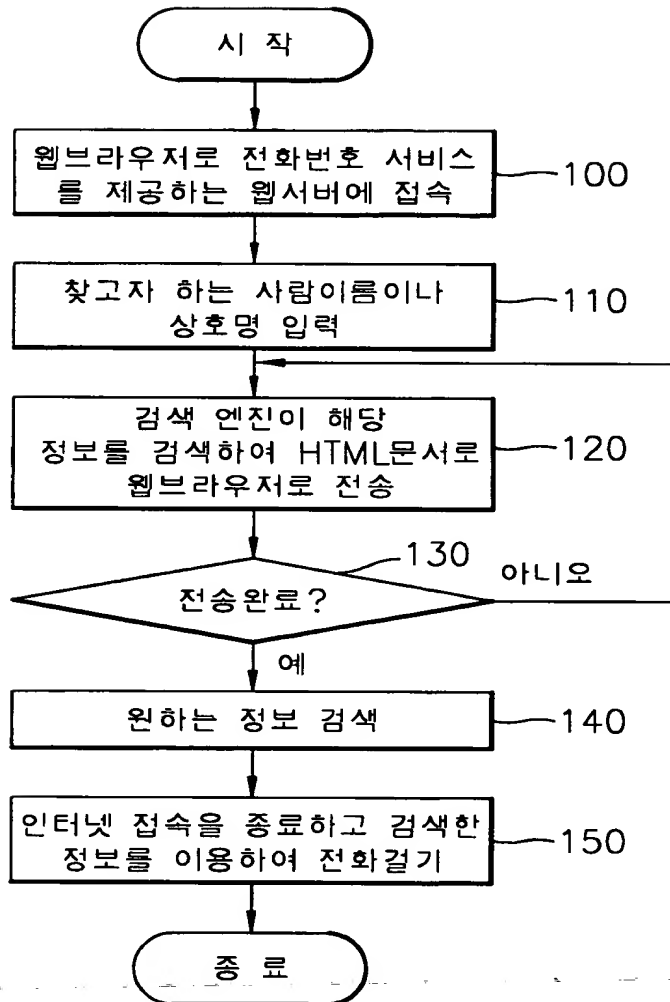 시 작
웹브라우저로 전화번호 서비스
를 제공하는 웹서버에 접속
100
찾고자 하는 사람이름이나
상호명 입력
110
검색 엔진이 해당
정보를 검색하여 HTML문서로
웹브라우저로 전송
120
130
전송완료?
아니오
예
원하는 정보 검색
140
인터넷 접속을 종료하고 검색한
정보를 이용하여 전화걸기
150
종 료